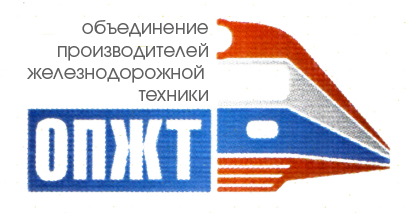 объединение
производителей
железнодорожной
техники
ОПЖТ